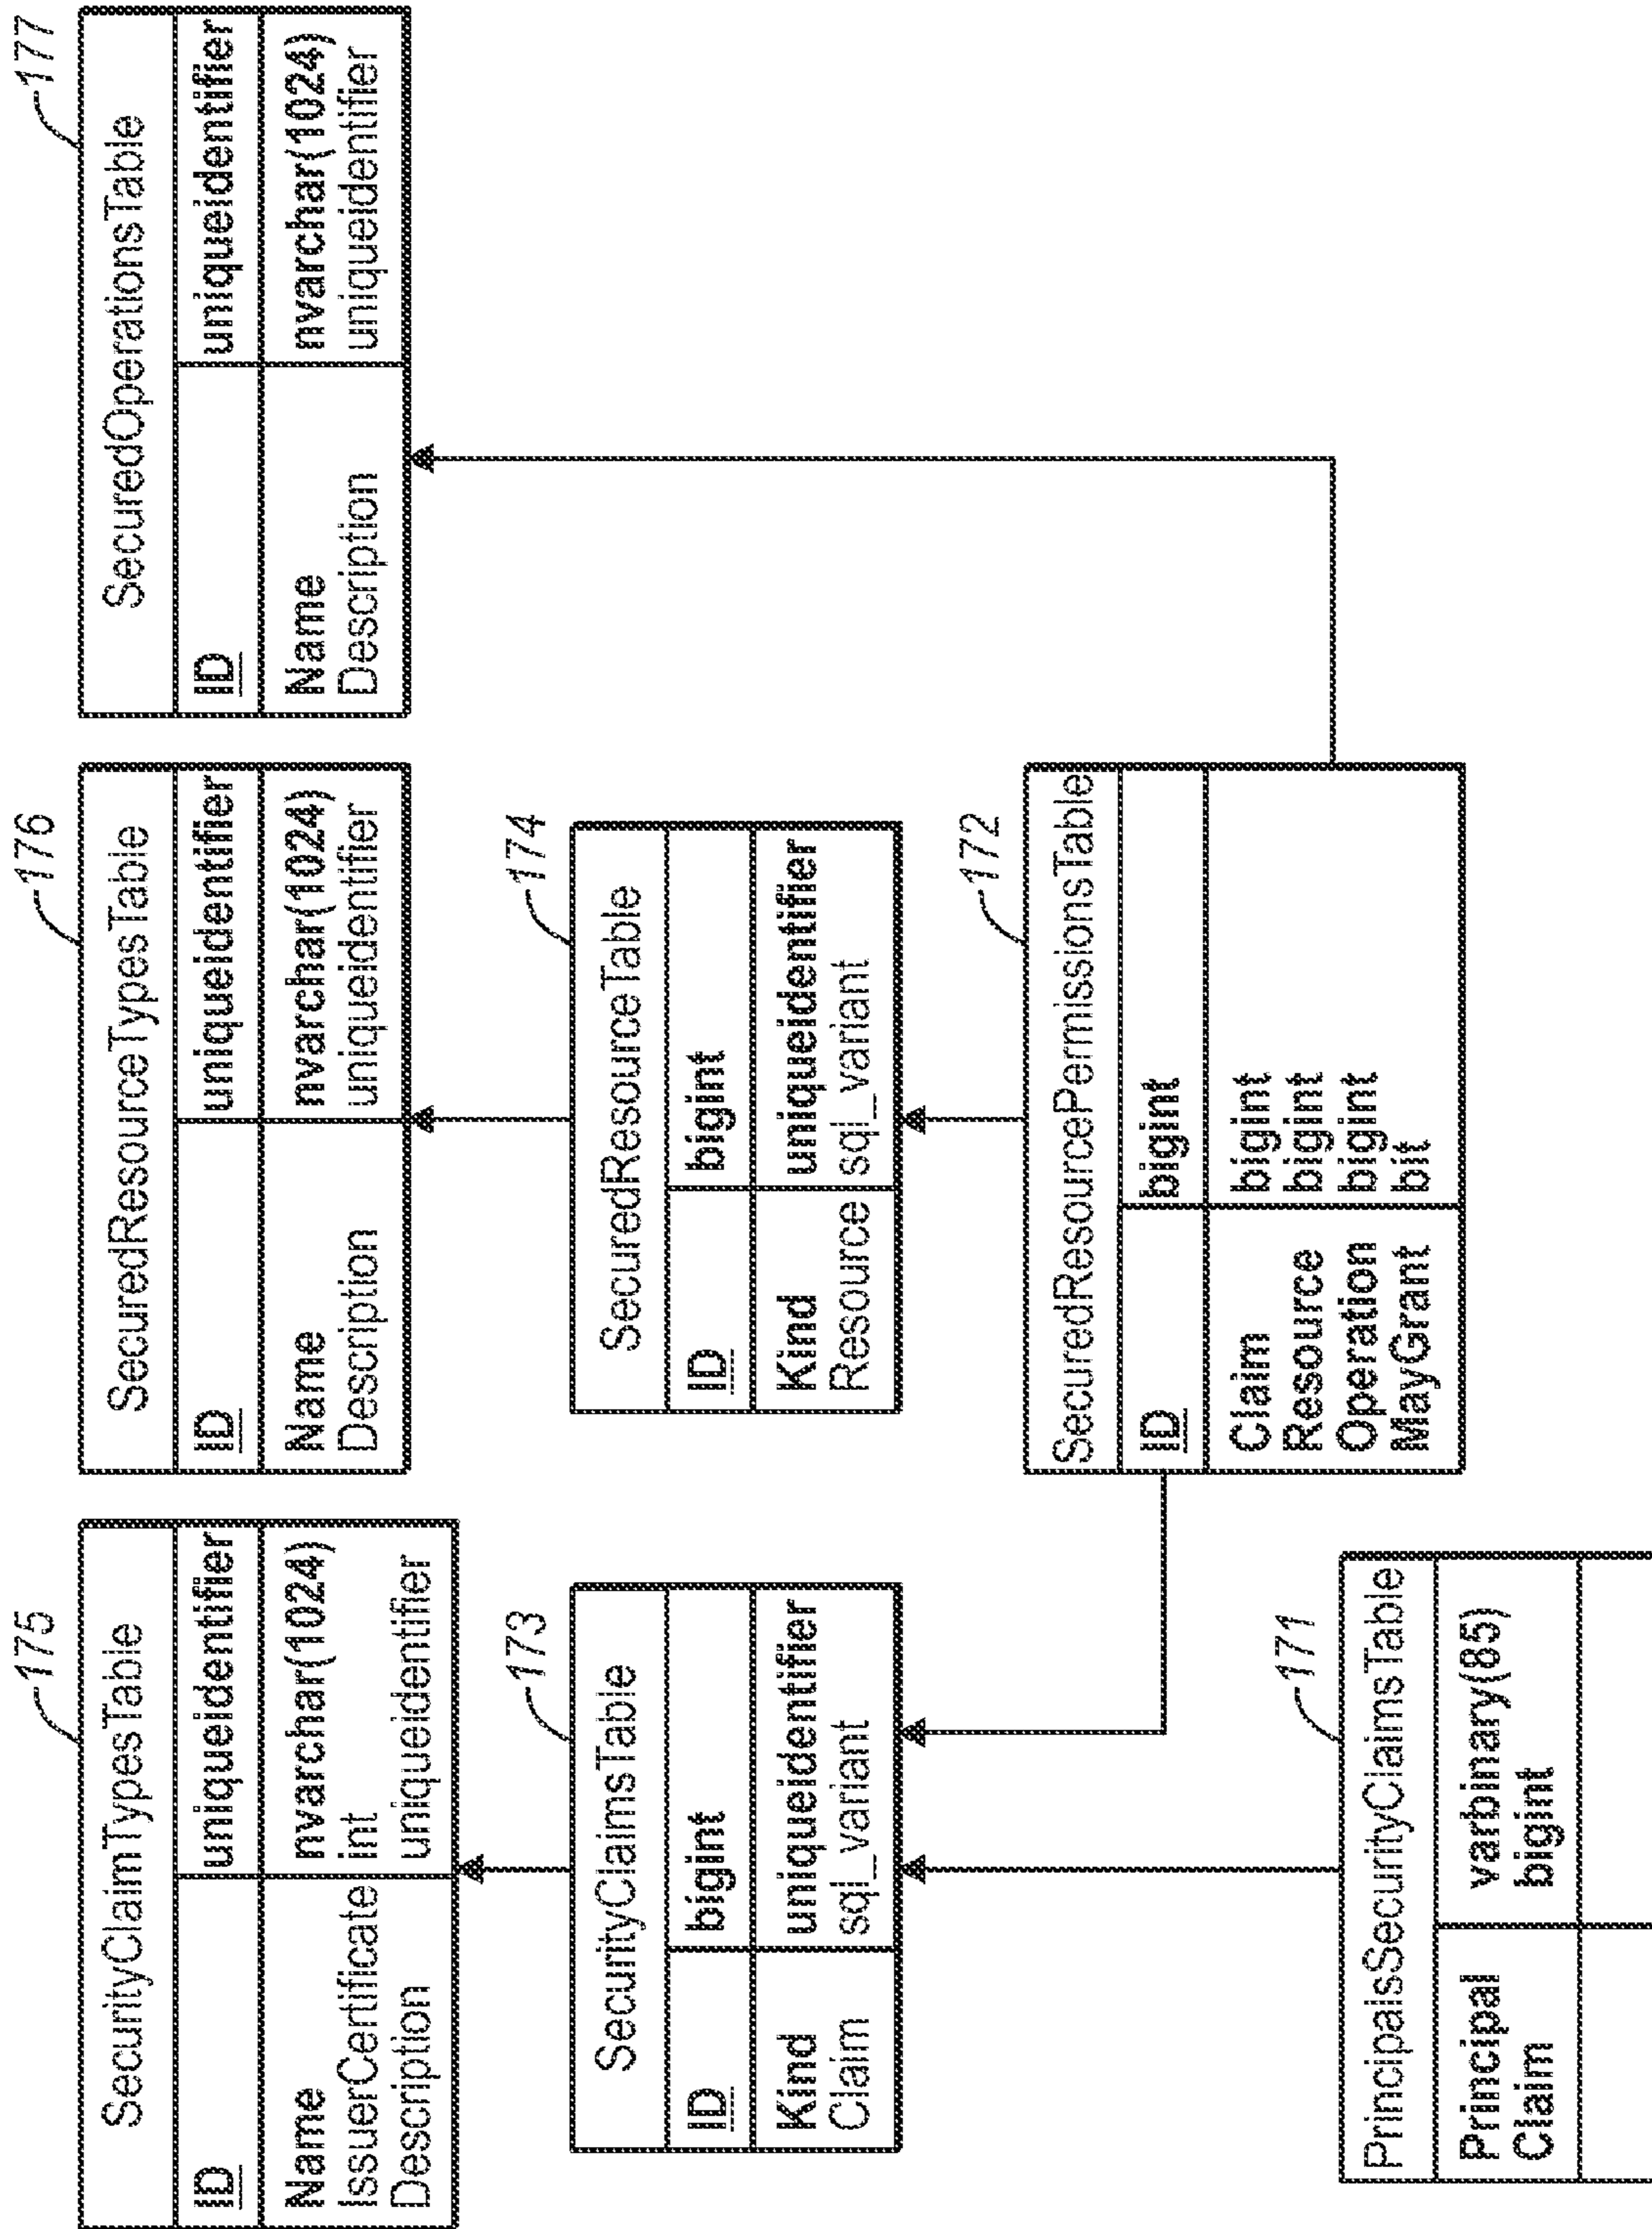 175
SecurityClaimTypesTable
ID uniqueidentifier
Name nvarchar(1024)
IssuerCertificate int
Description uniqueidentifier
176
SecuredResourceTypesTable
ID uniqueidentifier
Name nvarchar(1024)
Description uniqueidentifier
177
SecuredOperationsTable
ID uniqueidentifier
Name nvarchar(1024)
Description uniqueidentifier
173
SecurityClaimsTable
ID bigint
Kind uniqueidentifier
Claim sql_variant
174
SecuredResourceTable
ID bigint
Kind uniqueidentifier
Resource sql_variant
172
SecuredResourcePermissionsTable
ID bigint
Claim bigint
Resource bigint
Operation bigint
MayGrant bit
171
PrincipalsSecurityClaimsTable
Principal varbinary(85)
Claim bigint